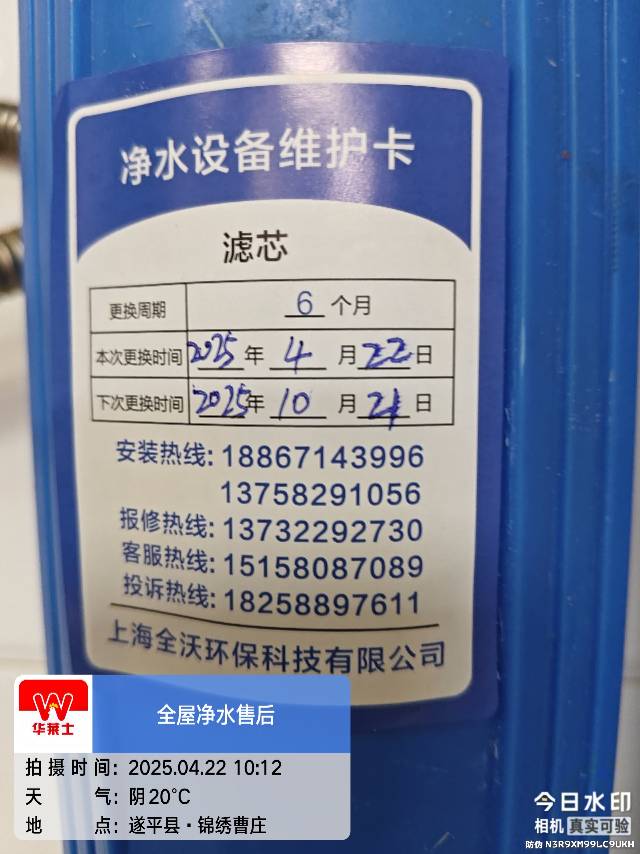 净水设备维护卡
滤芯
更换周期 6 个月
本次更换时间 2025 年 4 月 22 日
下次更换时间 2025 年 10 月 21 日
安装热线: 18867143996
13758291056
报修热线: 13732292730
客服热线: 15158087089
投诉热线: 18258897611
上海全沃环保科技有限公司
华莱士
全屋净水售后
拍摄时间: 2025.04.22 10:12
天气: 阴 20°C
地点: 遂平县·锦绣曹庄
今日水印
相机 真实可验
防伪 N3R9XM99LC9UKH